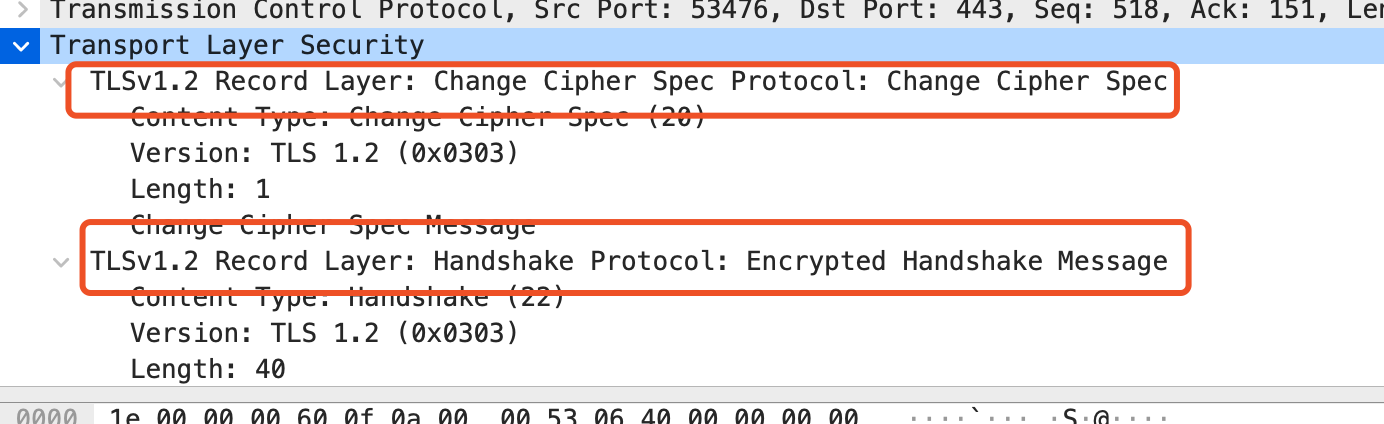 Transmission Control Protocol, Src Port: 53476, Dst Port: 443, Seq: 518, Ack: 151, Len
Transport Layer Security
TLSv1.2 Record Layer: Change Cipher Spec Protocol: Change Cipher Spec
Content Type: Change Cipher Spec (20)
Version: TLS 1.2 (0x0303)
Length: 1
Change Cipher Spec Message
TLSv1.2 Record Layer: Handshake Protocol: Encrypted Handshake Message
Content Type: Handshake (22)
Version: TLS 1.2 (0x0303)
Length: 40
0000 1e 00 00 00 60 0f 0a 00 00 53 06 40 00 00 00 00 ····`··· ·S·@····